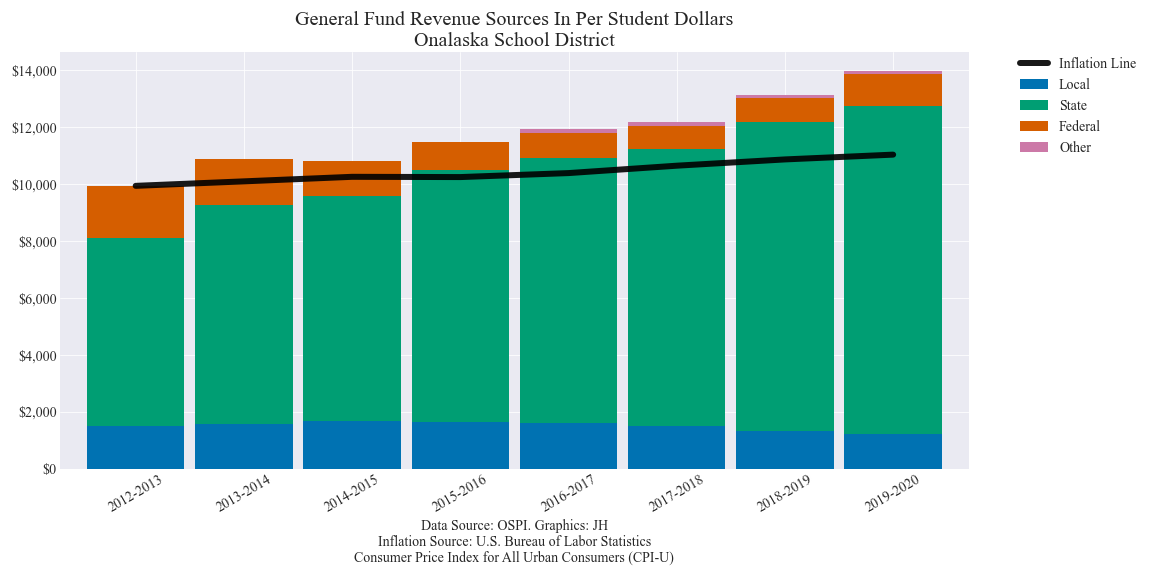 General Fund Revenue Sources In Per Student Dollars
Onalaska School District
Inflation Line
Local
State
Federal
Other
$14,000
$12,000
$10,000
$8,000
$6,000
$4,000
$2,000
$0
2012-2013
2013-2014
2014-2015
2015-2016
2016-2017
2017-2018
2018-2019
2019-2020
Data Source: OSPI. Graphics: JH
Inflation Source: U.S. Bureau of Labor Statistics
Consumer Price Index for All Urban Consumers (CPI-U)